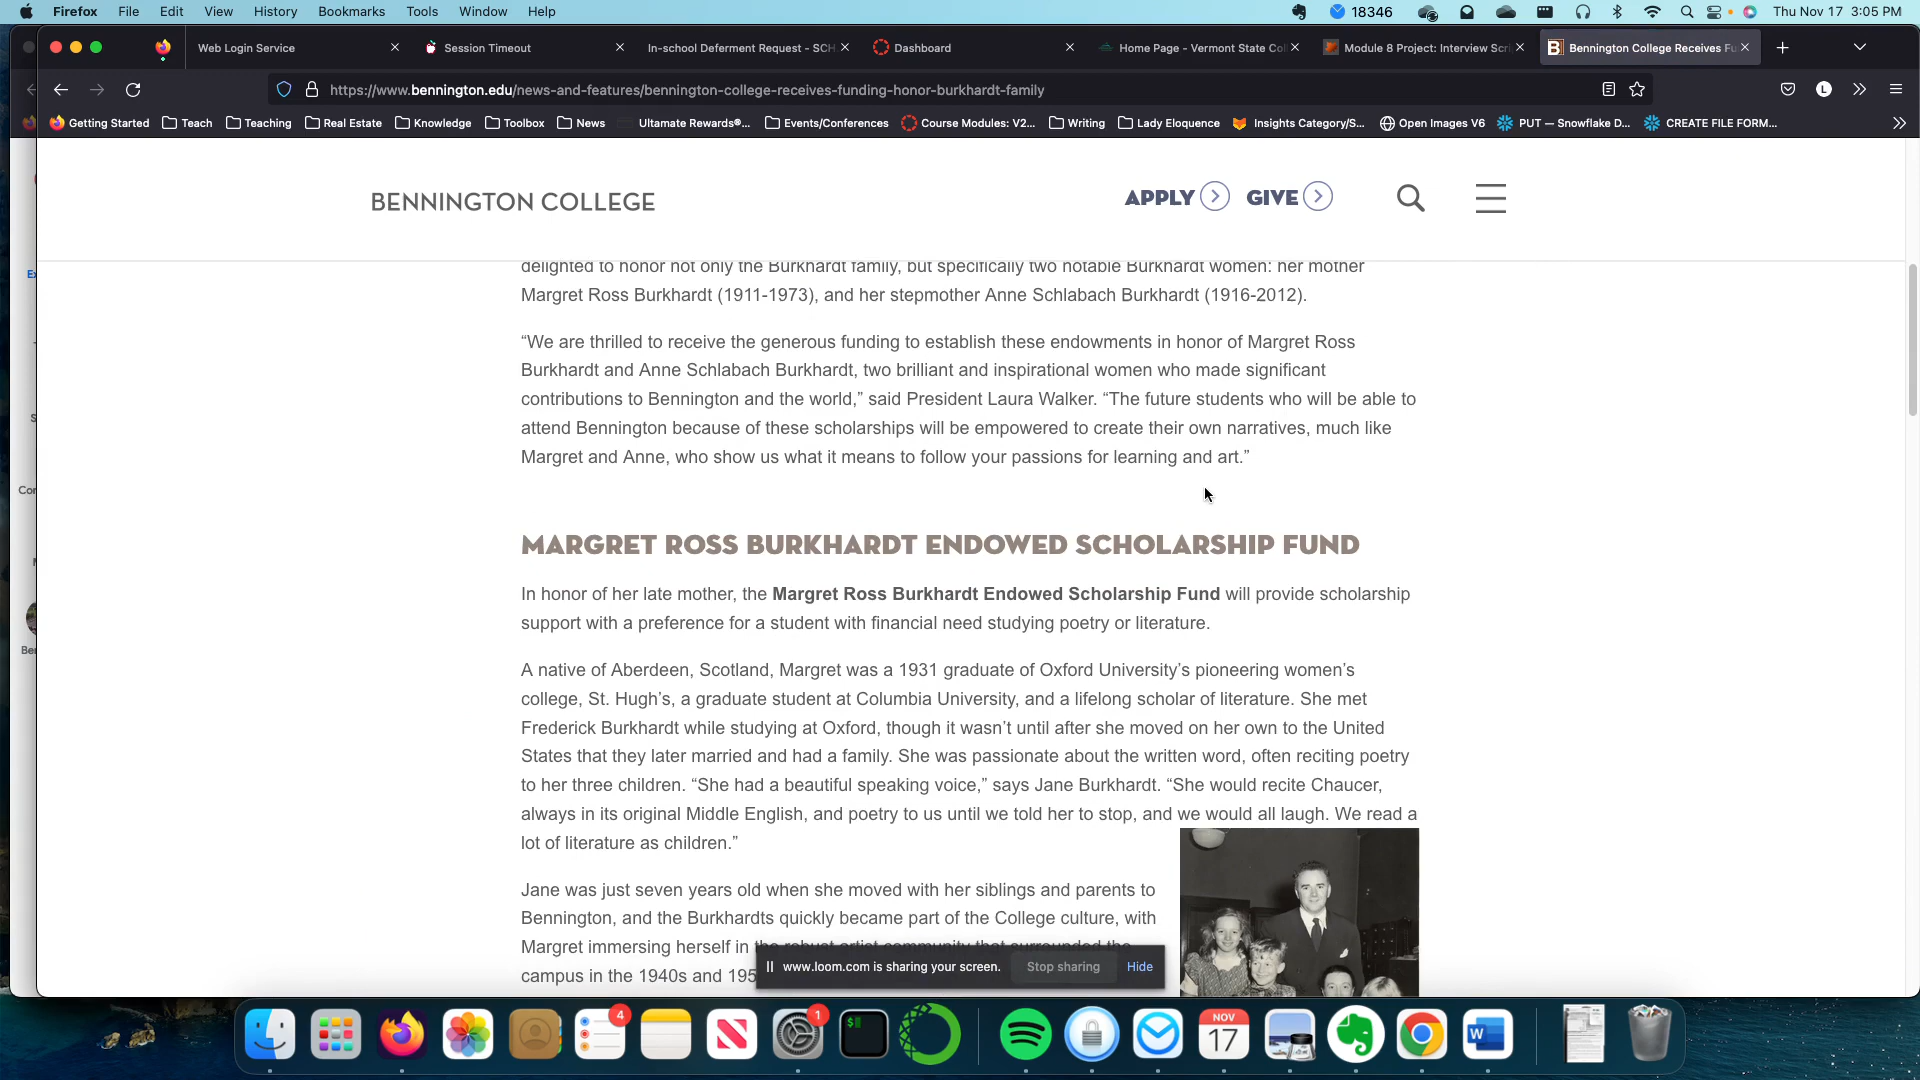 Firefox File Edit View History Bookmarks Tools Window Help 18346 Thu Nov 17 3:05 PM
Web Login Service Session Timeout In-school Deferment Request - SCH Dashboard Home Page - Vermont State Col Module 8 Project: Interview Scri Bennington College Receives Fu
https://www.bennington.edu/news-and-features/bennington-college-receives-funding-honor-burkhardt-family L
Getting Started Teach Teaching Real Estate Knowledge Toolbox News Ultamate Rewards®... Events/Conferences Course Modules: V2... Writing Lady Eloquence Insights Category/S... Open Images V6 PUT — Snowflake D... CREATE FILE FORM...
BENNINGTON COLLEGE APPLY GIVE
delighted to honor not only the Burkhardt family, but specifically two notable Burkhardt women: her mother
Margret Ross Burkhardt (1911-1973), and her stepmother Anne Schlabach Burkhardt (1916-2012).
“We are thrilled to receive the generous funding to establish these endowments in honor of Margret Ross
Burkhardt and Anne Schlabach Burkhardt, two brilliant and inspirational women who made significant
contributions to Bennington and the world,” said President Laura Walker. “The future students who will be able to
attend Bennington because of these scholarships will be empowered to create their own narratives, much like
Margret and Anne, who show us what it means to follow your passions for learning and art.”
MARGRET ROSS BURKHARDT ENDOWED SCHOLARSHIP FUND
In honor of her late mother, the Margret Ross Burkhardt Endowed Scholarship Fund will provide scholarship
support with a preference for a student with financial need studying poetry or literature.
A native of Aberdeen, Scotland, Margret was a 1931 graduate of Oxford University’s pioneering women’s
college, St. Hugh’s, a graduate student at Columbia University, and a lifelong scholar of literature. She met
Frederick Burkhardt while studying at Oxford, though it wasn’t until after she moved on her own to the United
States that they later married and had a family. She was passionate about the written word, often reciting poetry
to her three children. “She had a beautiful speaking voice,” says Jane Burkhardt. “She would recite Chaucer,
always in its original Middle English, and poetry to us until we told her to stop, and we would all laugh. We read a
lot of literature as children.”
Jane was just seven years old when she moved with her siblings and parents to
Bennington, and the Burkhardts quickly became part of the College culture, with
Margret immersing herself in the robust artist community that surrounded the
campus in the 1940s and 195
www.loom.com is sharing your screen. Stop sharing Hide
4 1 NOV
17